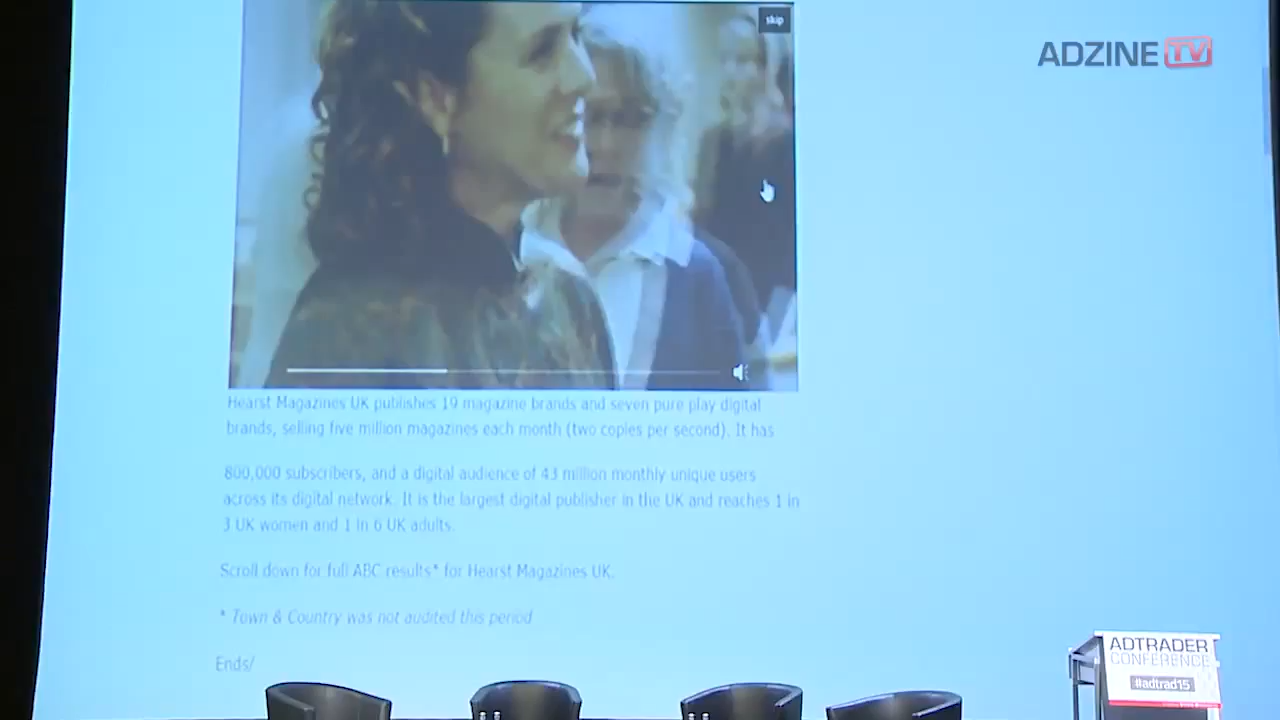 skip
ADZINE TV
Hearst Magazines UK publishes 19 magazine brands and seven pure play digital
brands, selling five million magazines each month (two copies per second). It has
800,000 subscribers, and a digital audience of 43 million monthly unique users
across its digital network. It is the largest digital publisher in the UK and reaches 1 in
3 UK women and 1 in 6 UK adults.
Scroll down for full ABC results* for Hearst Magazines UK.
* Town & Country was not audited this period
Ends/
ADTRADER
CONFERENCE
#adtrad15